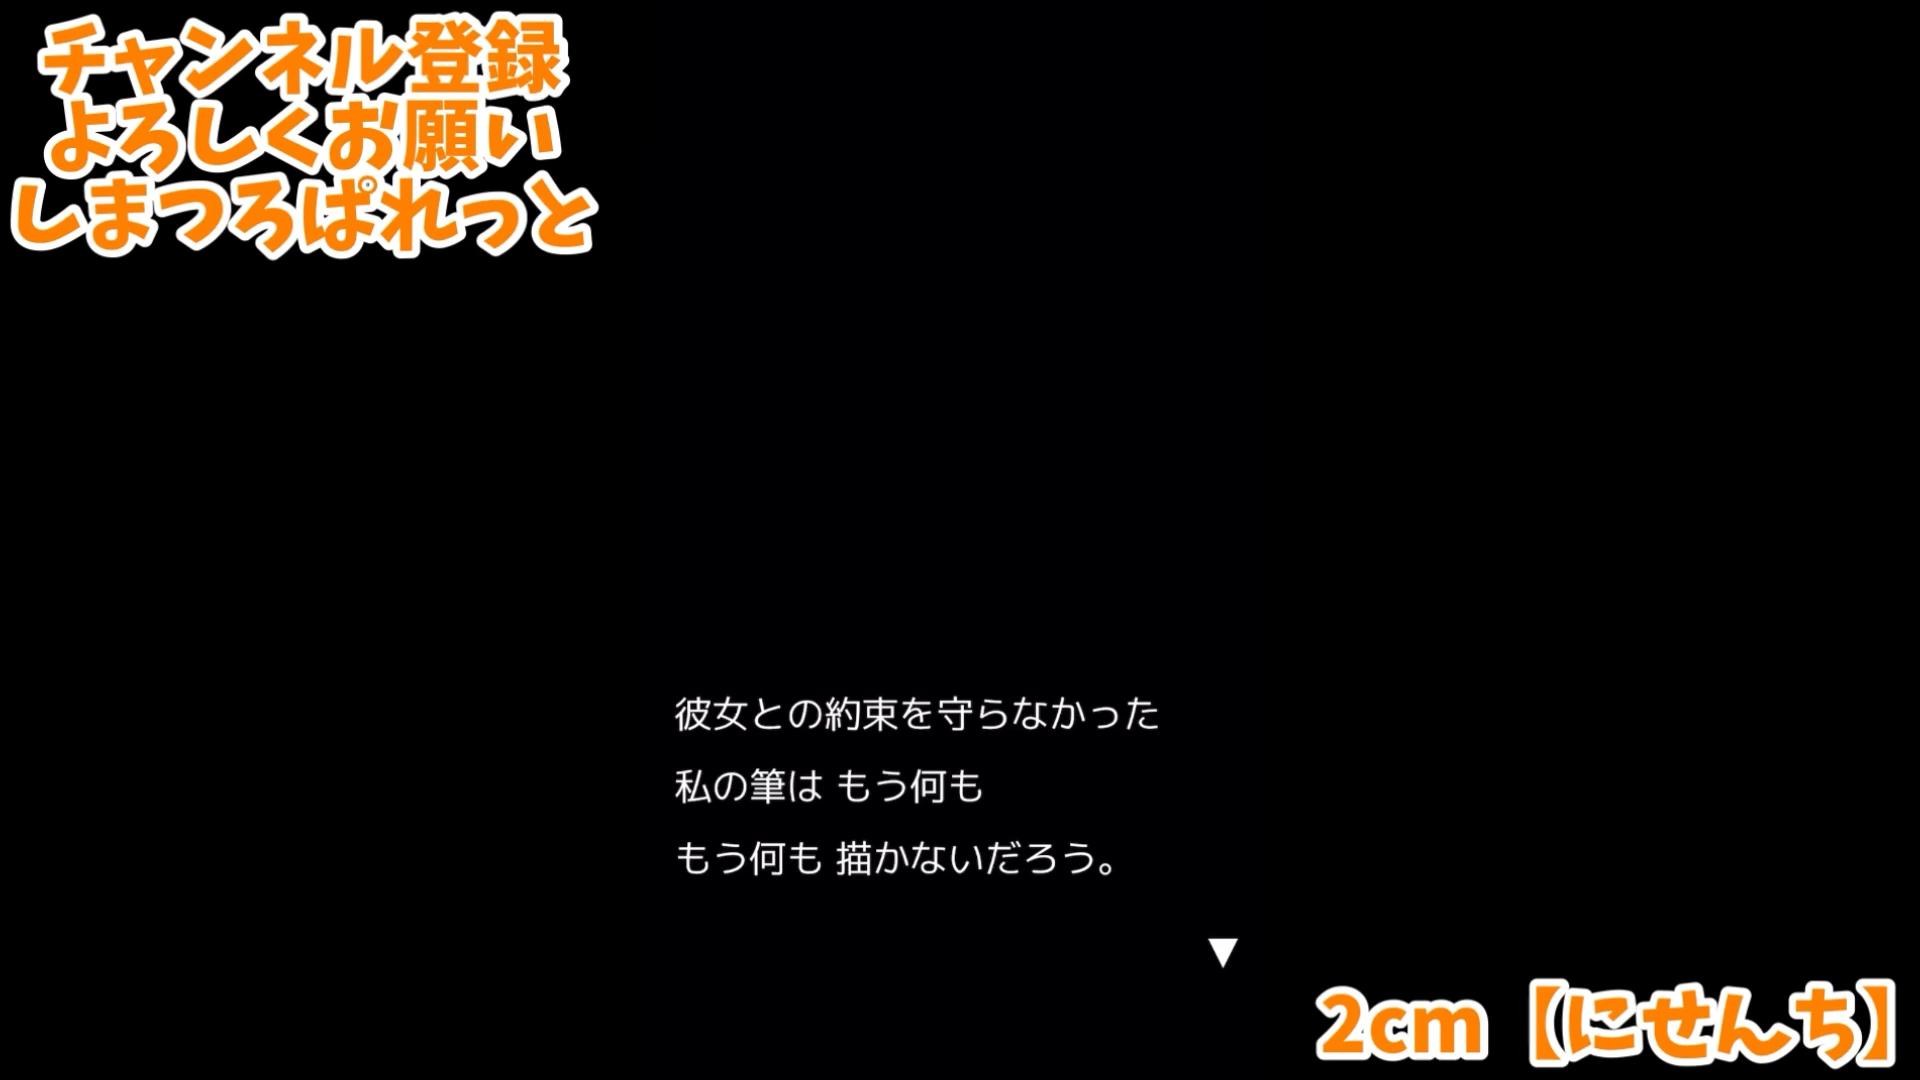 チャンネル登録
よろしくお願い
しまつろぱれっと
彼女との約束を守らなかった
私の筆は もう何も
もう何も 描かないだろう。
▼
2cm【にせんち】